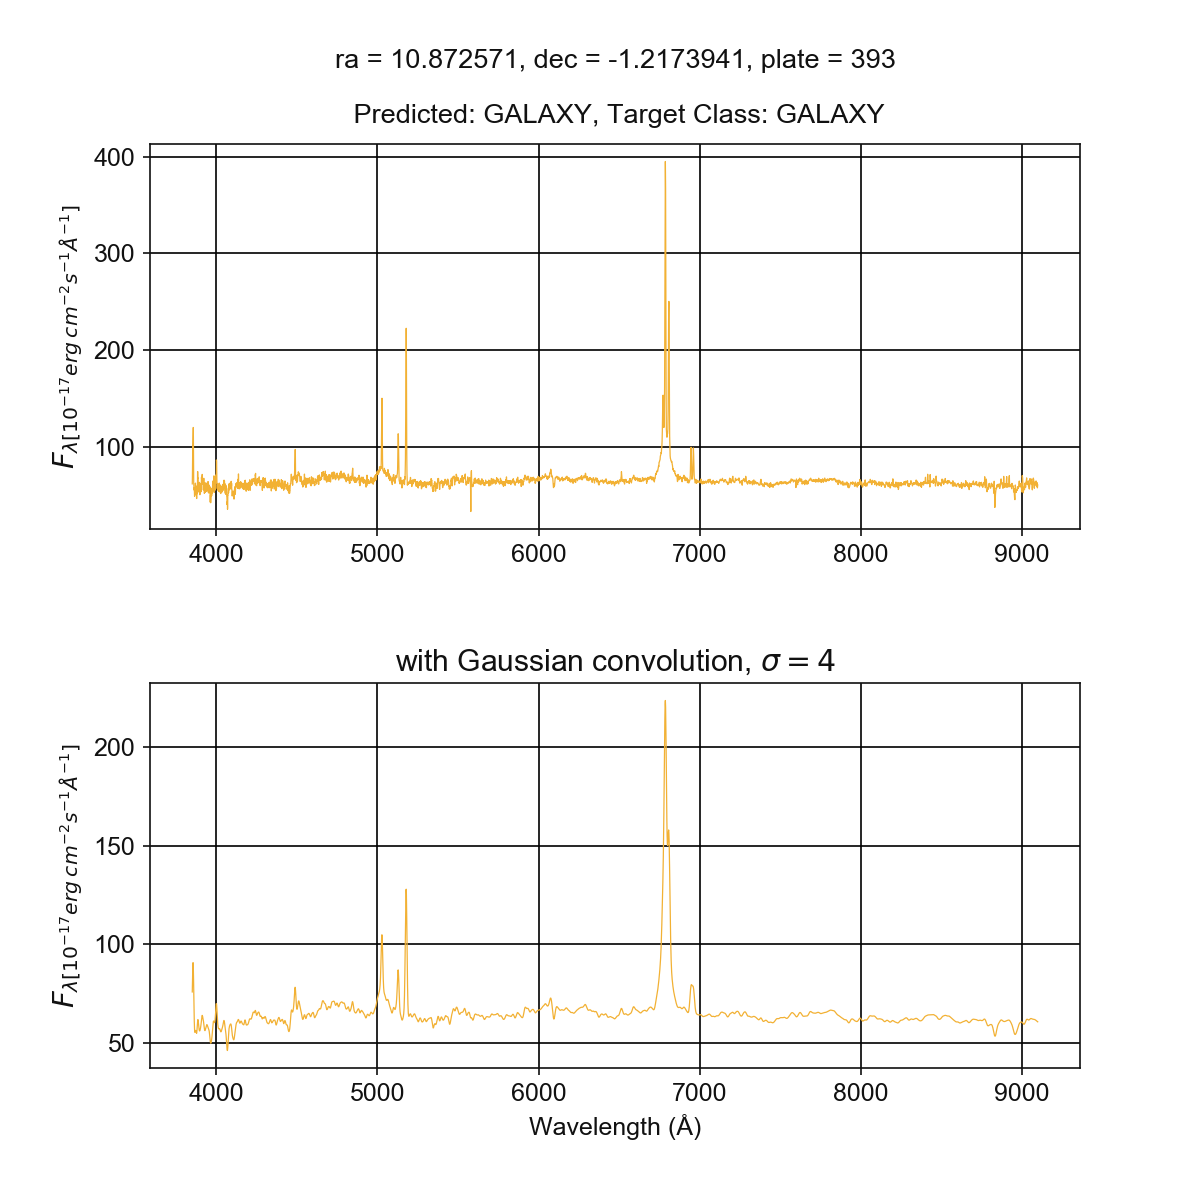 ra = 10.872571, dec = -1.2173941, plate = 393
Predicted: GALAXY, Target Class: GALAXY
400
300
200
100
F_λ[10^−17 erg cm^−2 s^−1 Å^−1]
4000 5000 6000 7000 8000 9000
with Gaussian convolution, σ = 4
200
150
100
50
F_λ[10^−17 erg cm^−2 s^−1 Å^−1]
4000 5000 6000 7000 8000 9000
Wavelength (Å)